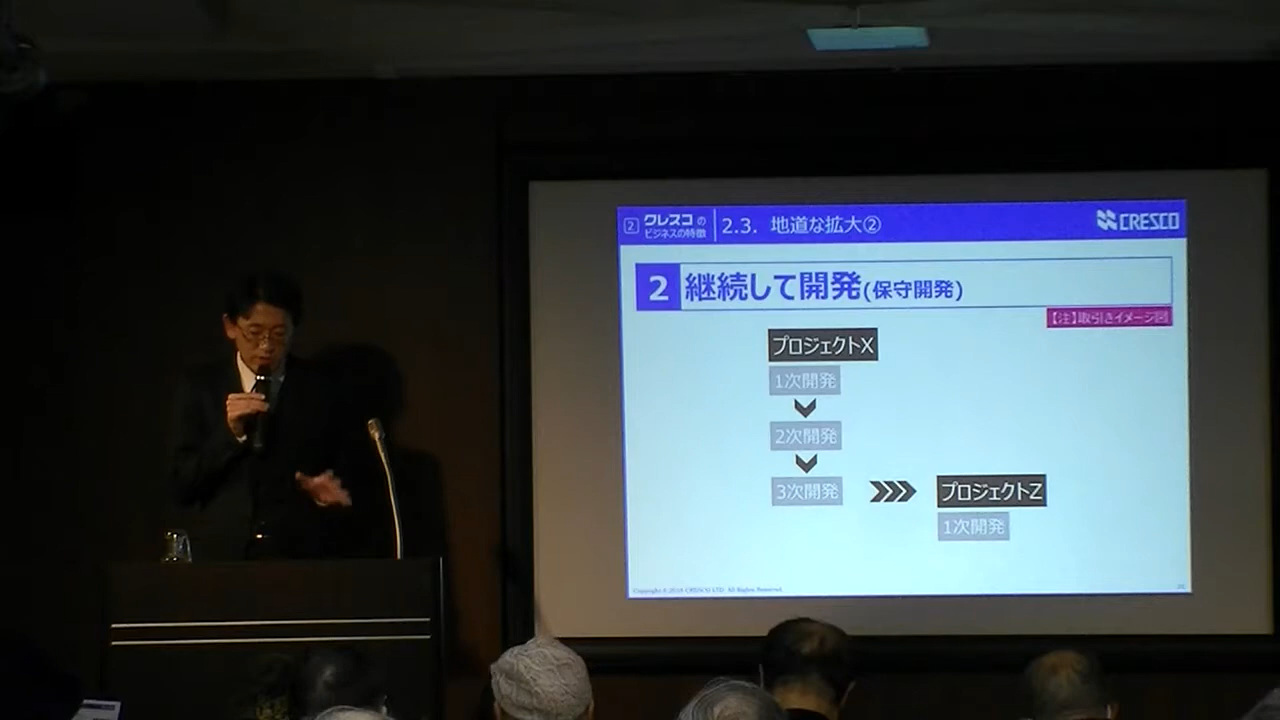 2 クレスコの
ビジネスの特徴
2.3. 地道な拡大②
CRESCO
2 継続して開発(保守開発)
【注】取引きイメージ図
プロジェクトX
1次開発
2次開発
3次開発
プロジェクトZ
1次開発